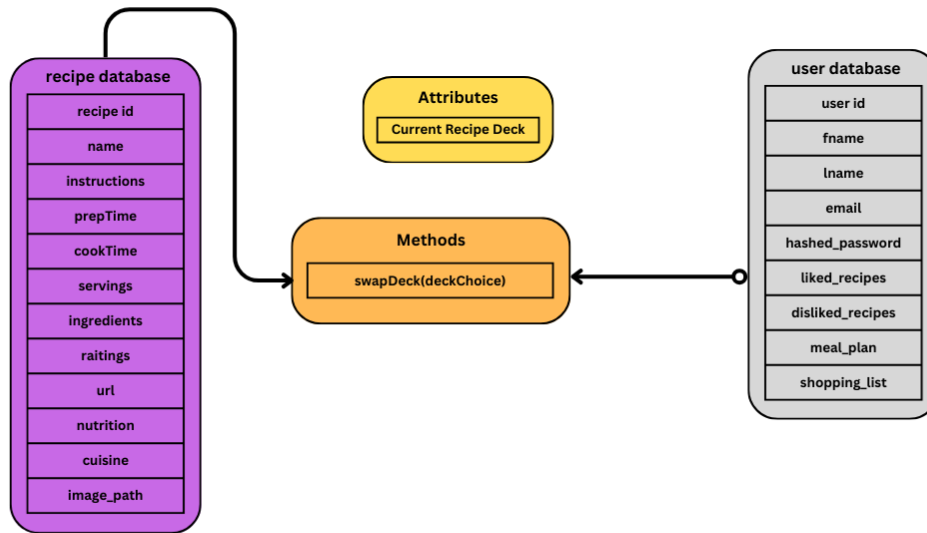 recipe database
recipe id
name
instructions
prepTime
cookTime
servings
ingredients
raitings
url
nutrition
cuisine
image_path
Attributes
Current Recipe Deck
Methods
swapDeck(deckChoice)
user database
user id
fname
lname
email
hashed_password
liked_recipes
disliked_recipes
meal_plan
shopping_list